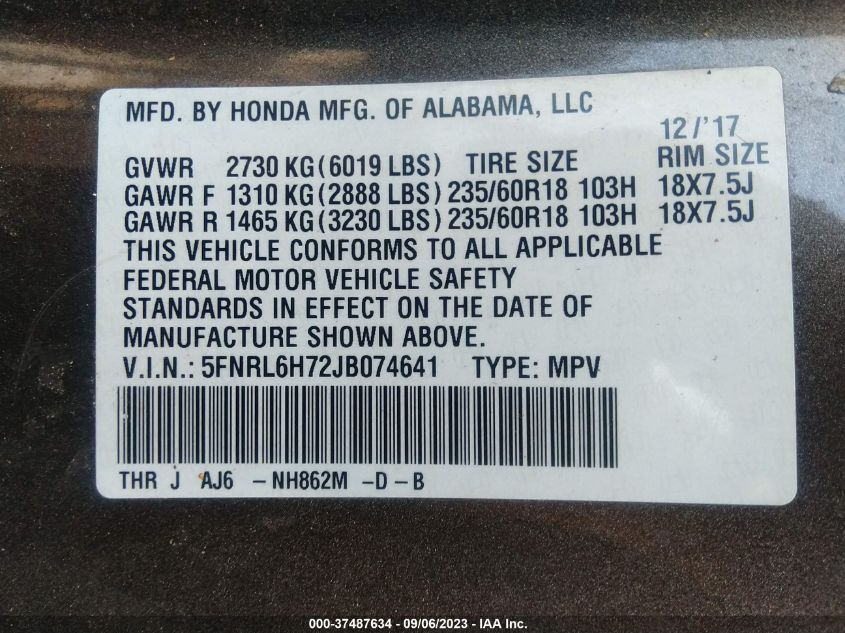 MFD. BY HONDA MFG. OF ALABAMA, LLC
12/'17
GVWR 2730 KG(6019 LBS) TIRE SIZE RIM SIZE
GAWR F 1310 KG(2888 LBS) 235/60R18 103H 18X7.5J
GAWR R 1465 KG(3230 LBS) 235/60R18 103H 18X7.5J
THIS VEHICLE CONFORMS TO ALL APPLICABLE
FEDERAL MOTOR VEHICLE SAFETY
STANDARDS IN EFFECT ON THE DATE OF
MANUFACTURE SHOWN ABOVE.
V.I.N.: 5FNRL6H72JB074641 TYPE: MPV
THR J AJ6 -NH862M -D-B
000-37487634 - 09/06/2023 - IAA Inc.